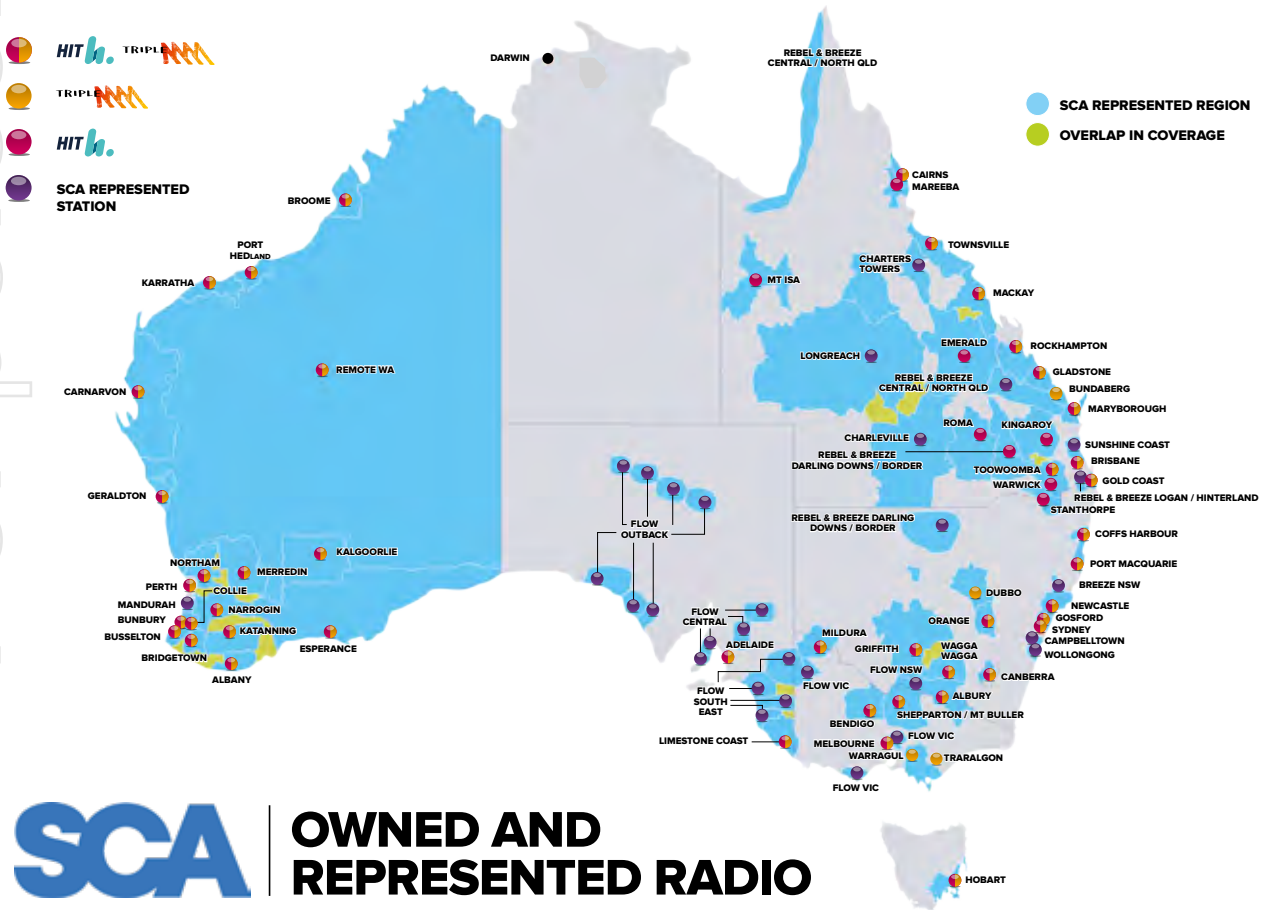 HIT h. TRIPLE M
TRIPLE M
HIT h.
SCA REPRESENTED
STATION
SCA REPRESENTED REGION
OVERLAP IN COVERAGE
DARWIN
REBEL & BREEZE
CENTRAL / NORTH QLD
CAIRNS
MAREEBA
BROOME
PORT
HEDLAND
KARRATHA
TOWNSVILLE
CHARTERS
TOWERS
MT ISA
MACKAY
REMOTE WA
CARNARVON
LONGREACH
EMERALD
ROCKHAMPTON
GLADSTONE
REBEL & BREEZE
CENTRAL / NORTH QLD
BUNDABERG
MARYBOROUGH
ROMA
KINGAROY
CHARLEVILLE
SUNSHINE COAST
REBEL & BREEZE
DARLING DOWNS / BORDER
BRISBANE
TOOWOOMBA
GOLD COAST
WARWICK
REBEL & BREEZE LOGAN / HINTERLAND
STANTHORPE
GERALDTON
FLOW
OUTBACK
REBEL & BREEZE DARLING
DOWNS / BORDER
COFFS HARBOUR
KALGOORLIE
NORTHAM
MERREDIN
PORT MACQUARIE
PERTH
COLLIE
BREEZE NSW
MANDURAH
NARROGIN
DUBBO
NEWCASTLE
BUNBURY
FLOW
CENTRAL
ORANGE
GOSFORD
SYDNEY
BUSSELTON
KATANNING
MILDURA
CAMPBELLTOWN
ESPERANCE
ADELAIDE
GRIFFITH
WAGGA
WAGGA
WOLLONGONG
BRIDGETOWN
FLOW NSW
CANBERRA
ALBANY
FLOW VIC
FLOW
SOUTH
EAST
ALBURY
SHEPPARTON / MT BULLER
BENDIGO
LIMESTONE COAST
MELBOURNE
FLOW VIC
WARRAGUL
TRARALGON
FLOW VIC
SCA
OWNED AND
REPRESENTED RADIO
HOBART